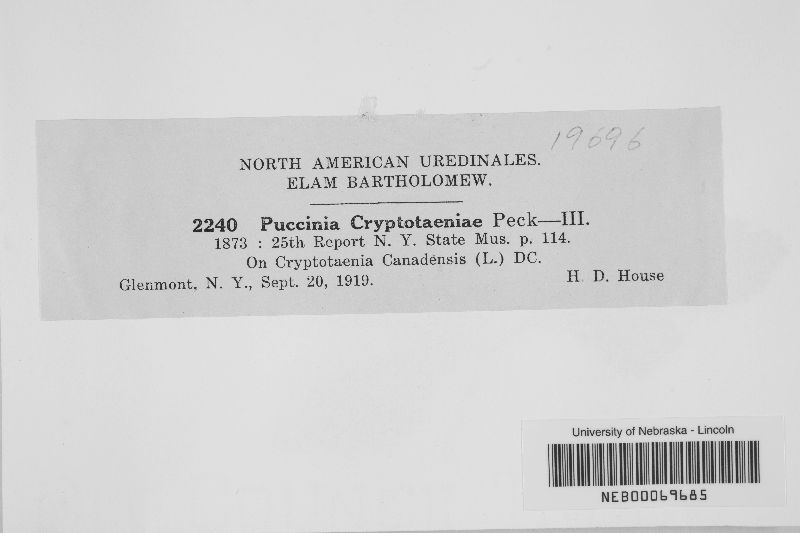 19696
NORTH AMERICAN UREDINALES.
ELAM BARTHOLOMEW.
2240 Puccinia Cryptotaeniae Peck—III.
1873 : 25th Report N. Y. State Mus. p. 114.
On Cryptotaenia Canadensis (L.) DC.
Glenmont, N. Y., Sept. 20, 1919. H. D. House
University of Nebraska - Lincoln
NEB00069685